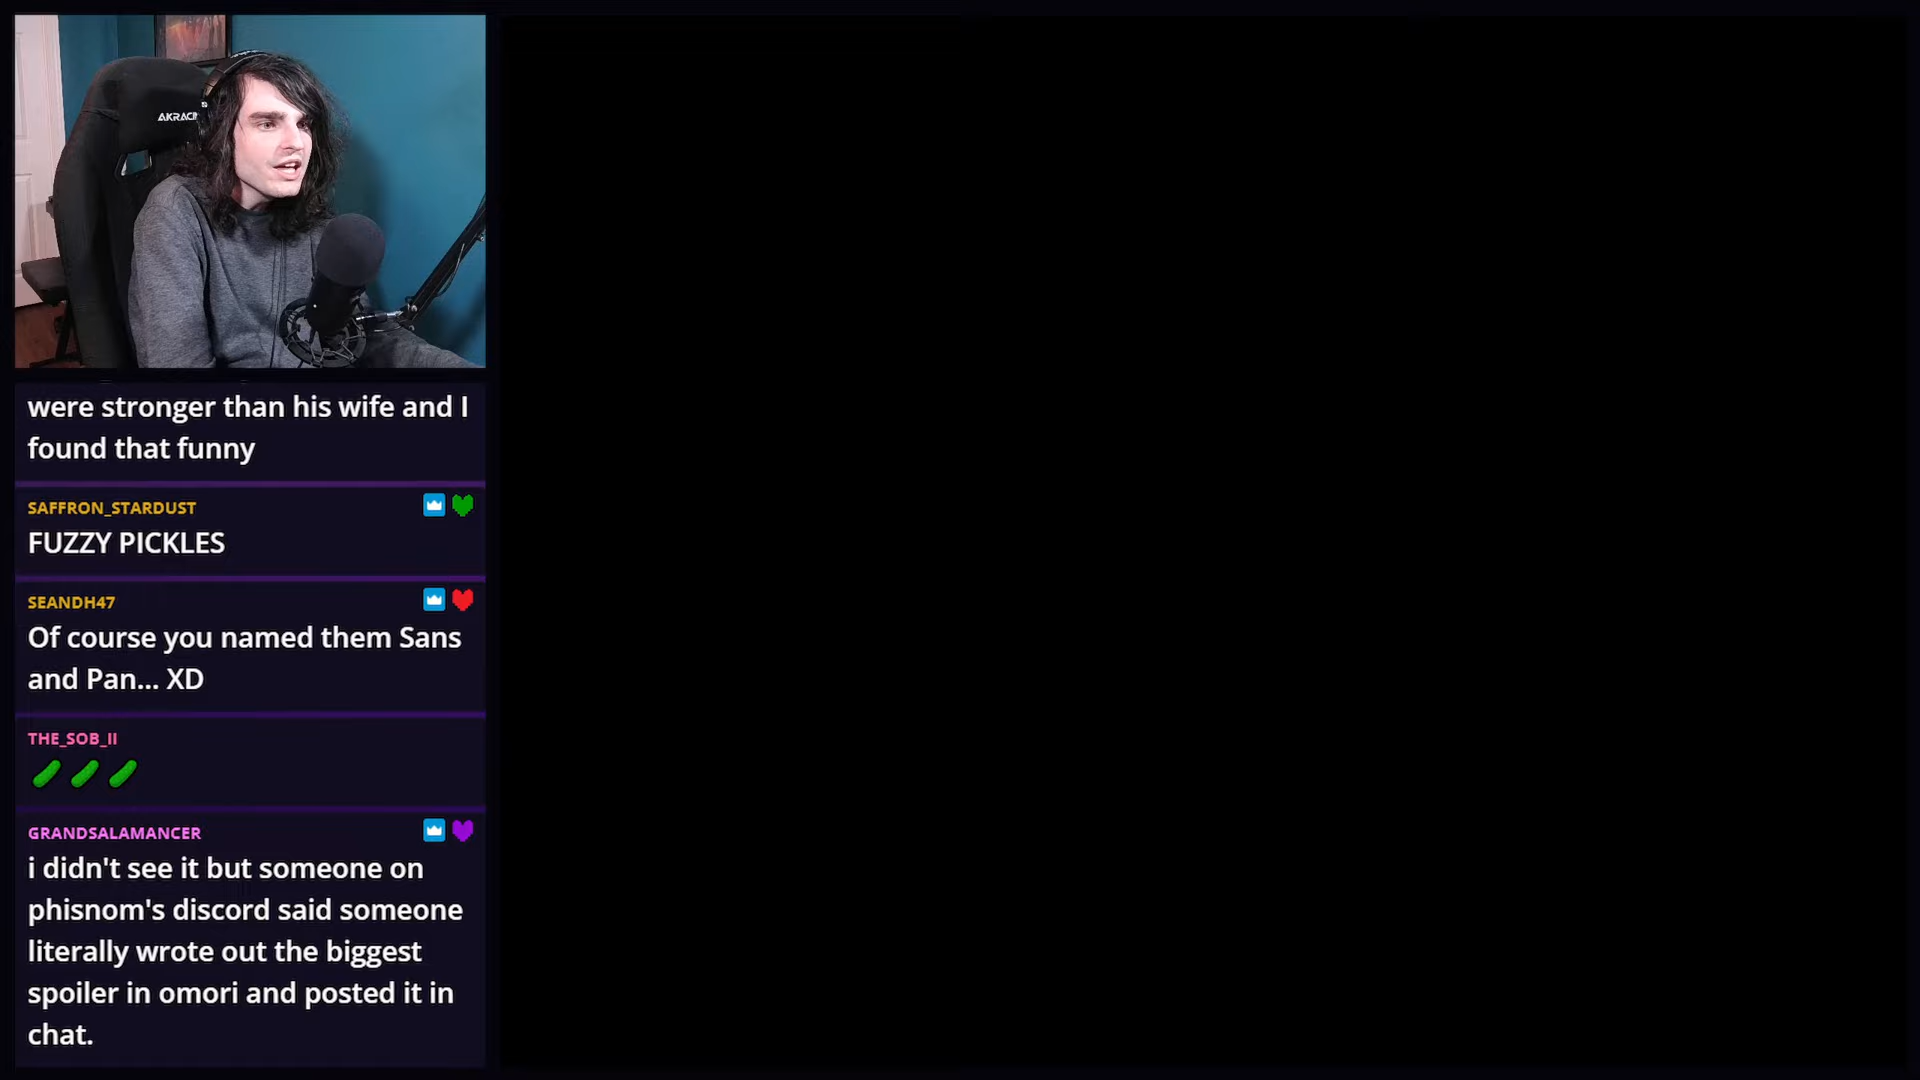 AKRACIN
were stronger than his wife and I
found that funny
SAFFRON_STARDUST
FUZZY PICKLES
SEANDH47
Of course you named them Sans
and Pan... XD
THE_SOB_II
GRANDSALAMANCER
i didn't see it but someone on
phisnom's discord said someone
literally wrote out the biggest
spoiler in omori and posted it in
chat.